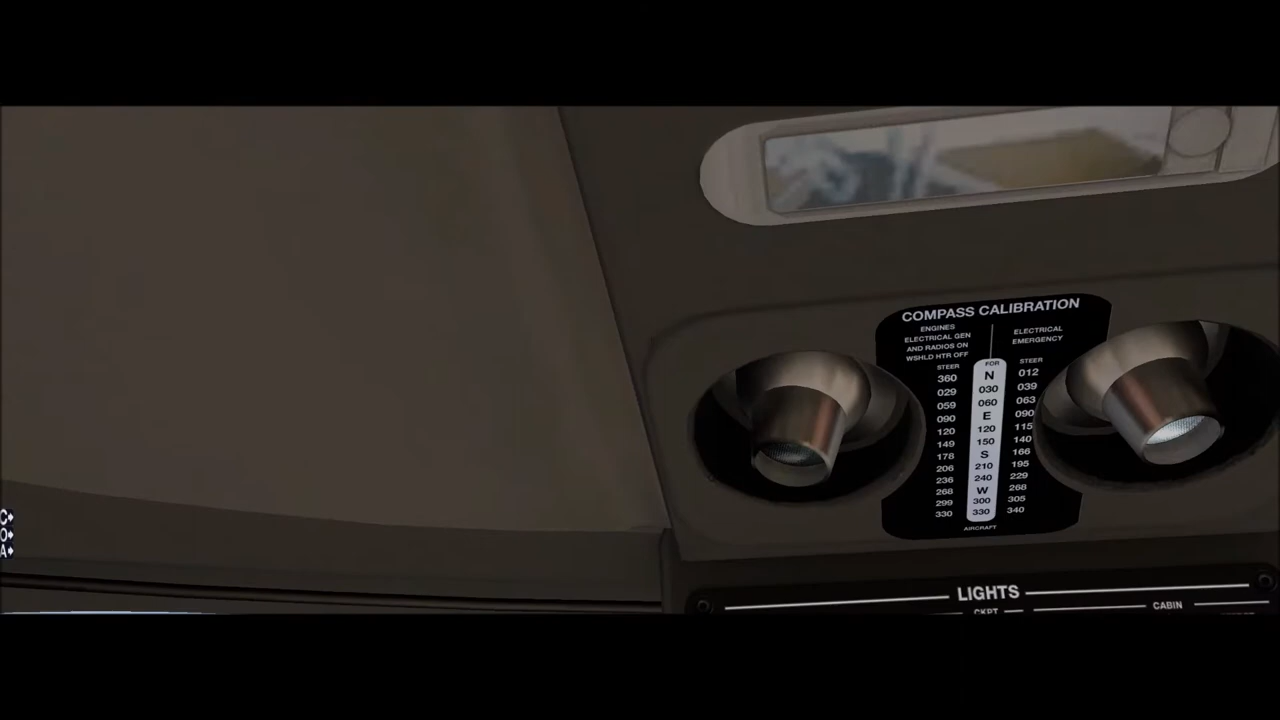 COMPASS CALIBRATION
ENGINES
ELECTRICAL GEN
AND RADIOS ON
WSHLD HTR OFF
ELECTRICAL
EMERGENCY
STEER FOR STEER
360 N 012
029 030 039
059 060 063
090 E 090
120 120 115
149 150 140
178 S 166
206 210 195
236 240 229
268 W 268
299 300 305
330 330 340
AIRCRAFT
LIGHTS
CKPT
CABIN
C
O
A